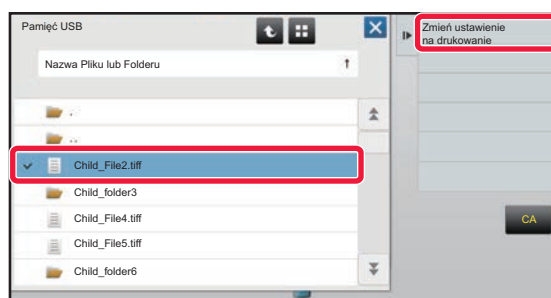 Pamięć USB
Zmień ustawienie
na drukowanie
Nazwa Pliku lub Folderu
.
..
Child_File2.tiff
Child_folder3
Child_File4.tiff
Child_File5.tiff
Child_folder6
CA